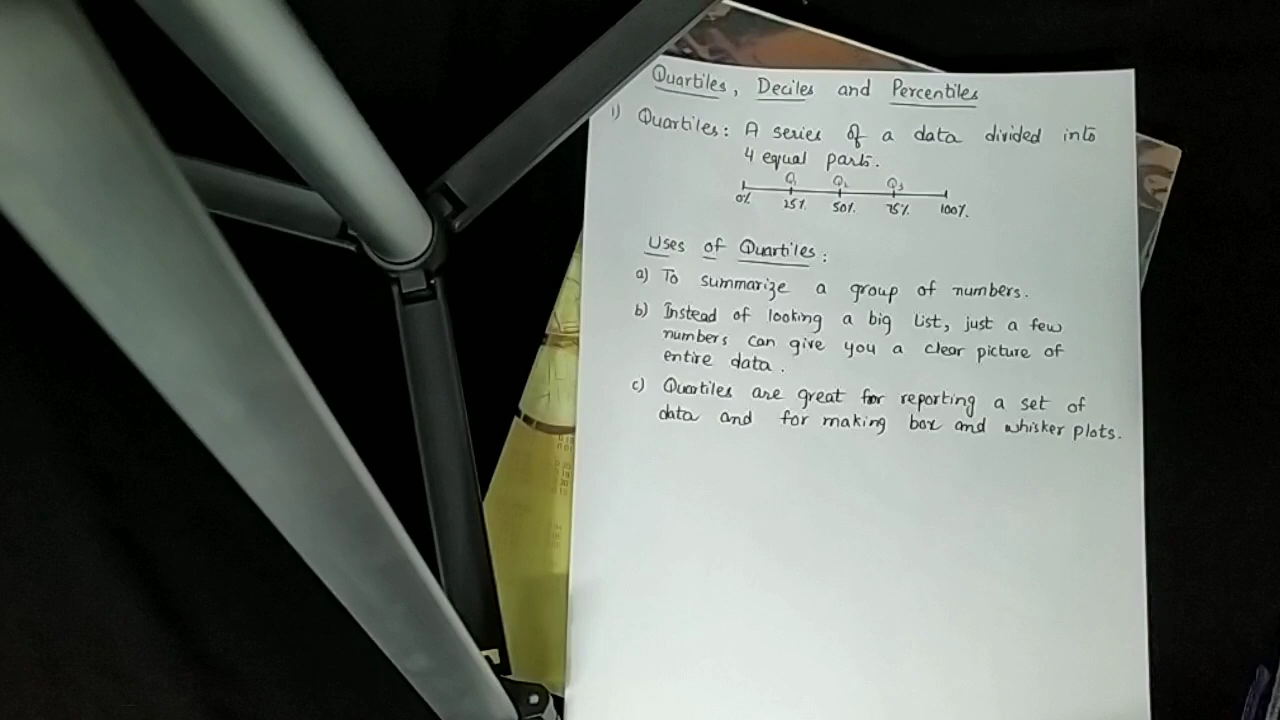 Quartiles, Deciles and Percentiles
1) Quartiles: A series of a data divided into
4 equal parts.
Q1 Q2 Q3
0% 25% 50% 75% 100%.
Uses of Quartiles:
a) To summarize a group of numbers.
b) Instead of looking a big list, just a few
numbers can give you a clear picture of
entire data.
c) Quartiles are great for reporting a set of
data and for making box and whisker plots.